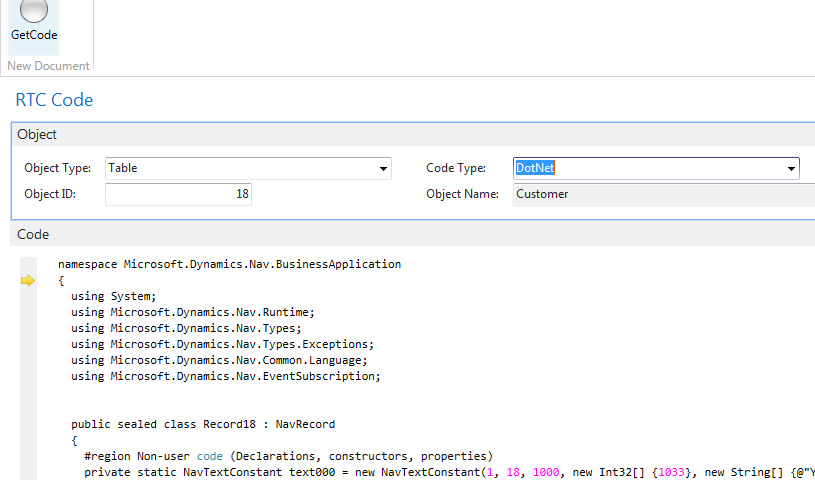 GetCode
New Document
RTC Code
Object
Object Type: Table Code Type: DotNet
Object ID: 18 Object Name: Customer
Code
namespace Microsoft.Dynamics.Nav.BusinessApplication
{
using System;
using Microsoft.Dynamics.Nav.Runtime;
using Microsoft.Dynamics.Nav.Types;
using Microsoft.Dynamics.Nav.Types.Exceptions;
using Microsoft.Dynamics.Nav.Common.Language;
using Microsoft.Dynamics.Nav.EventSubscription;
public sealed class Record18 : NavRecord
{
#region Non-user code (Declarations, constructors, properties)
private static NavTextConstant text000 = new NavTextConstant(1, 18, 1000, new Int32[] {1033}, new String[] {@"Y